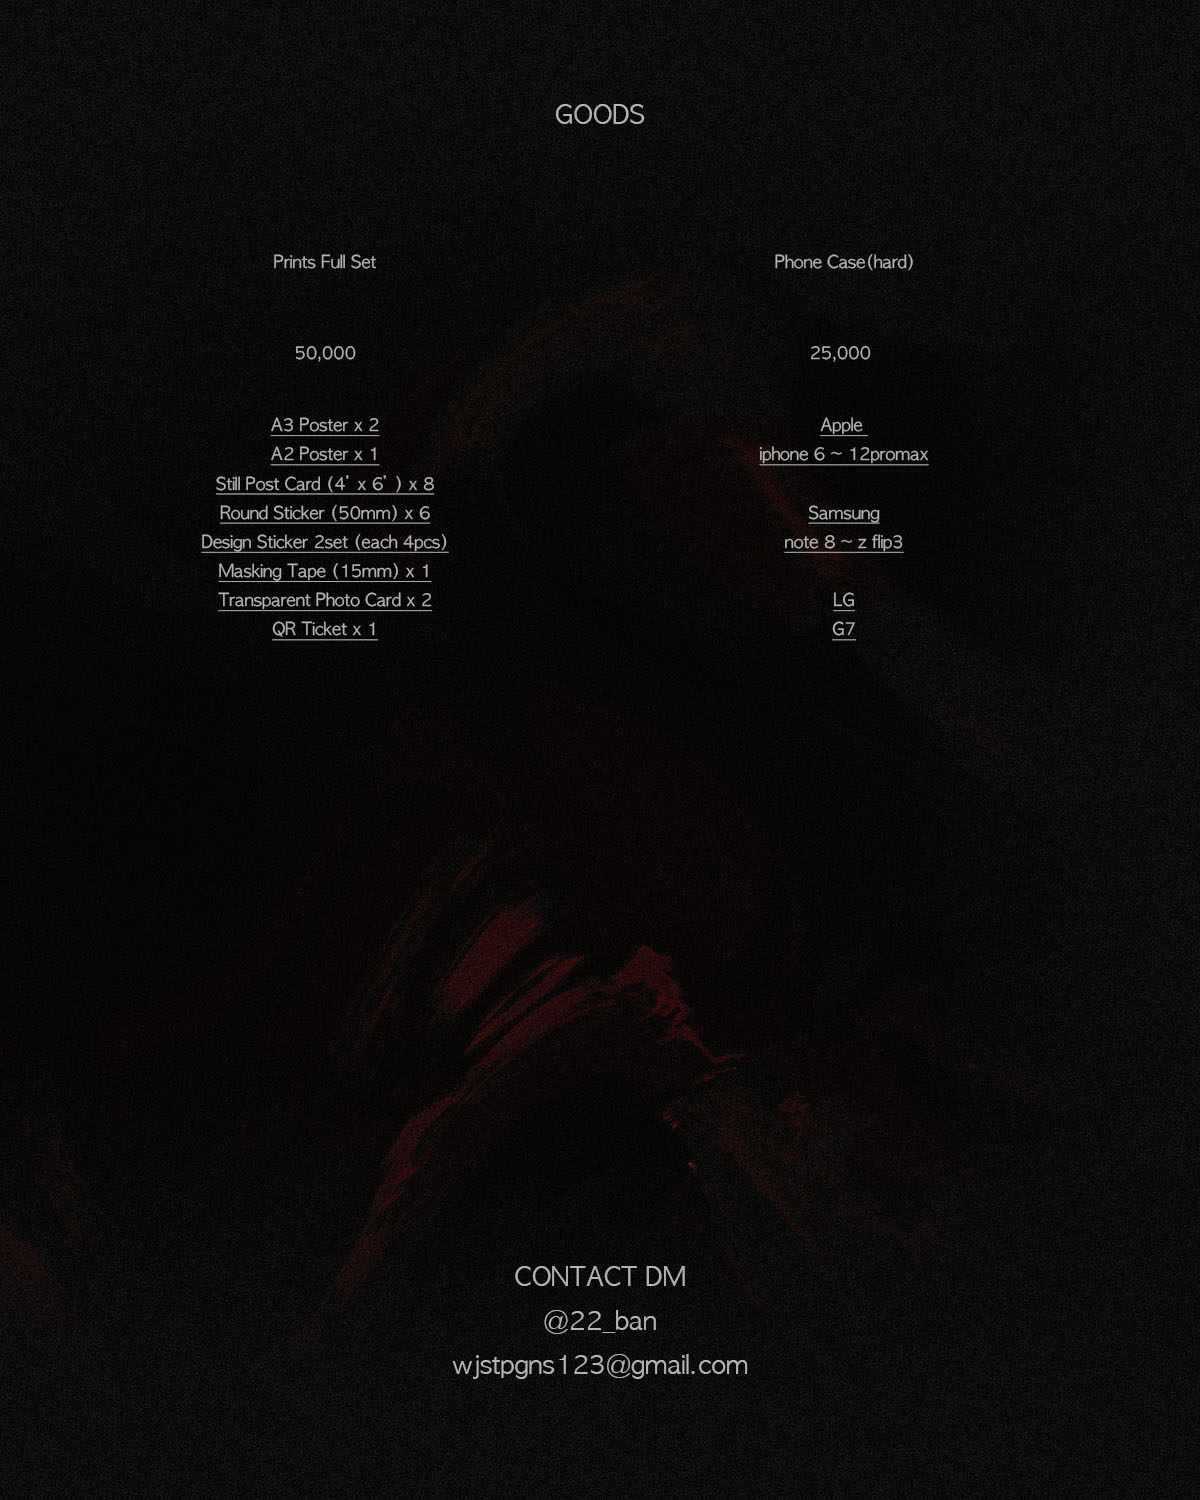 GOODS
Prints Full Set
50,000
A3 Poster x 2
A2 Poster x 1
Still Post Card (4’ x 6’ ) x 8
Round Sticker (50mm) x 6
Design Sticker 2set (each 4pcs)
Masking Tape (15mm) x 1
Transparent Photo Card x 2
QR Ticket x 1
Phone Case(hard)
25,000
Apple
iphone 6 ~ 12promax
Samsung
note 8 ~ z flip3
LG
G7
CONTACT DM
@22_ban
wjstpgns123@gmail.com